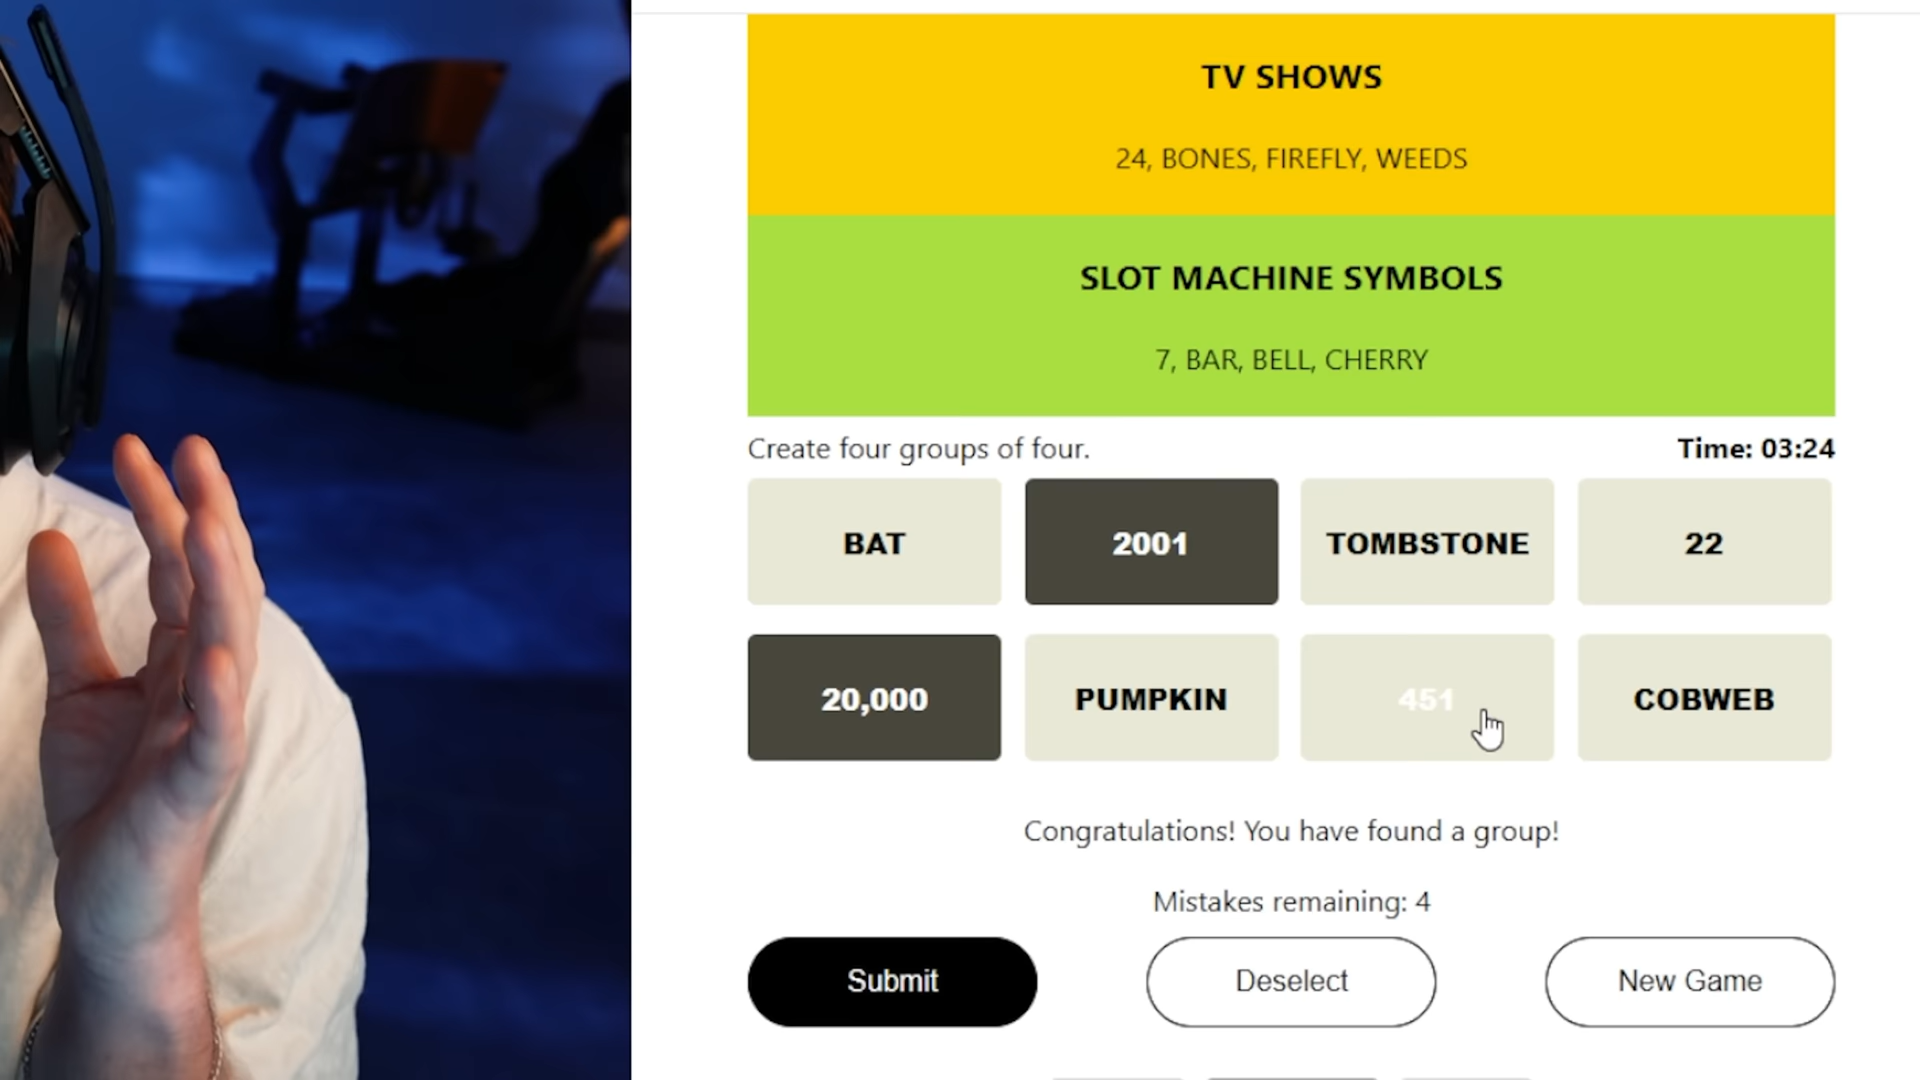 TV SHOWS
24, BONES, FIREFLY, WEEDS
SLOT MACHINE SYMBOLS
7, BAR, BELL, CHERRY
Create four groups of four.
Time: 03:24
BAT
2001
TOMBSTONE
22
20,000
PUMPKIN
451
COBWEB
Congratulations! You have found a group!
Mistakes remaining: 4
Submit
Deselect
New Game